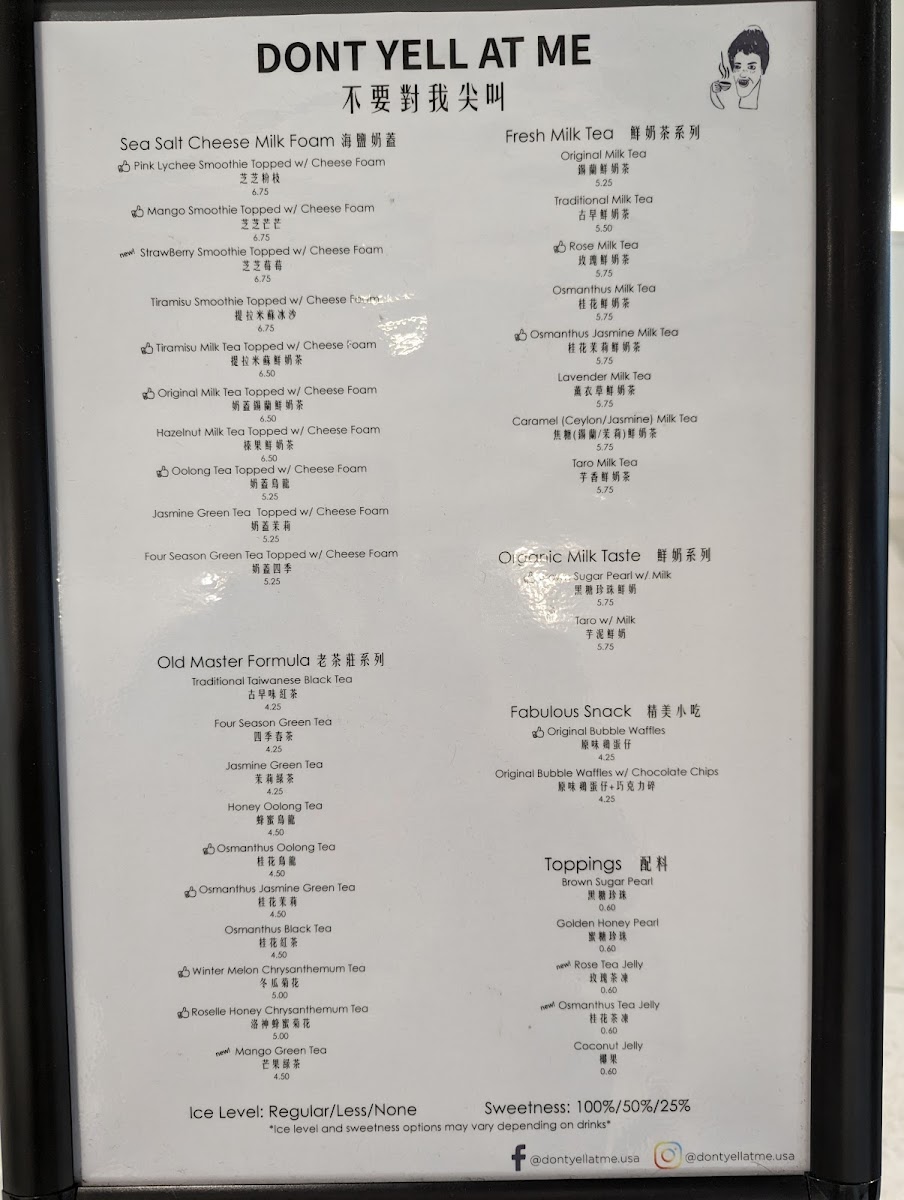 DONT YELL AT ME
不要對我尖叫
Sea Salt Cheese Milk Foam 海鹽奶蓋
Pink Lychee Smoothie Topped w/ Cheese Foam
芝芝粉枝
6.75
Mango Smoothie Topped w/ Cheese Foam
芝芝芒芒
6.75
new! StrawBerry Smoothie Topped w/ Cheese Foam
芝芝莓莓
6.75
Tiramisu Smoothie Topped w/ Cheese Foam
提拉米蘇冰沙
6.75
Tiramisu Milk Tea Topped w/ Cheese Foam
提拉米蘇鮮奶茶
6.50
Original Milk Tea Topped w/ Cheese Foam
奶蓋錫蘭鮮奶茶
6.50
Hazelnut Milk Tea Topped w/ Cheese Foam
榛果鮮奶茶
6.50
Oolong Tea Topped w/ Cheese Foam
奶蓋烏龍
5.25
Jasmine Green Tea Topped w/ Cheese Foam
奶蓋茉莉
5.25
Four Season Green Tea Topped w/ Cheese Foam
奶蓋四季
5.25
Old Master Formula 老茶莊系列
Traditional Taiwanese Black Tea
古早味紅茶
4.25
Four Season Green Tea
四季春茶
4.25
Jasmine Green Tea
茉莉綠茶
4.25
Honey Oolong Tea
蜂蜜烏龍
4.50
Osmanthus Oolong Tea
桂花烏龍
4.50
Osmanthus Jasmine Green Tea
桂花茉莉
4.50
Osmanthus Black Tea
桂花紅茶
4.50
Winter Melon Chrysanthemum Tea
冬瓜菊花
5.00
Roselle Honey Chrysanthemum Tea
洛神蜂蜜菊花
5.00
new! Mango Green Tea
芒果綠茶
4.50
Fresh Milk Tea 鮮奶茶系列
Original Milk Tea
錫蘭鮮奶茶
5.25
Traditional Milk Tea
古早鮮奶茶
5.50
Rose Milk Tea
玫瑰鮮奶茶
5.75
Osmanthus Milk Tea
桂花鮮奶茶
5.75
Osmanthus Jasmine Milk Tea
桂花茉莉鮮奶茶
5.75
Lavender Milk Tea
薰衣草鮮奶茶
5.75
Caramel (Ceylon/Jasmine) Milk Tea
焦糖(錫蘭/茉莉)鮮奶茶
5.75
Taro Milk Tea
芋香鮮奶茶
5.75
Organic Milk Taste 鮮奶系列
Sugar Pearl w/ Milk
黑糖珍珠鮮奶
5.75
Taro w/ Milk
芋泥鮮奶
5.75
Fabulous Snack 精美小吃
Original Bubble Waffles
原味鷄蛋仔
4.25
Original Bubble Waffles w/ Chocolate Chips
原味鷄蛋仔+巧克力碎
4.25
Toppings 配料
Brown Sugar Pearl
黑糖珍珠
0.60
Golden Honey Pearl
蜜糖珍珠
0.60
new! Rose Tea Jelly
玫瑰茶凍
0.60
new! Osmanthus Tea Jelly
桂花茶凍
0.60
Coconut Jelly
椰果
0.60
Ice Level: Regular/Less/None
Sweetness: 100%/50%/25%
*Ice level and sweetness options may vary depending on drinks*
@dontyellatme.usa
@dontyellatme.usa